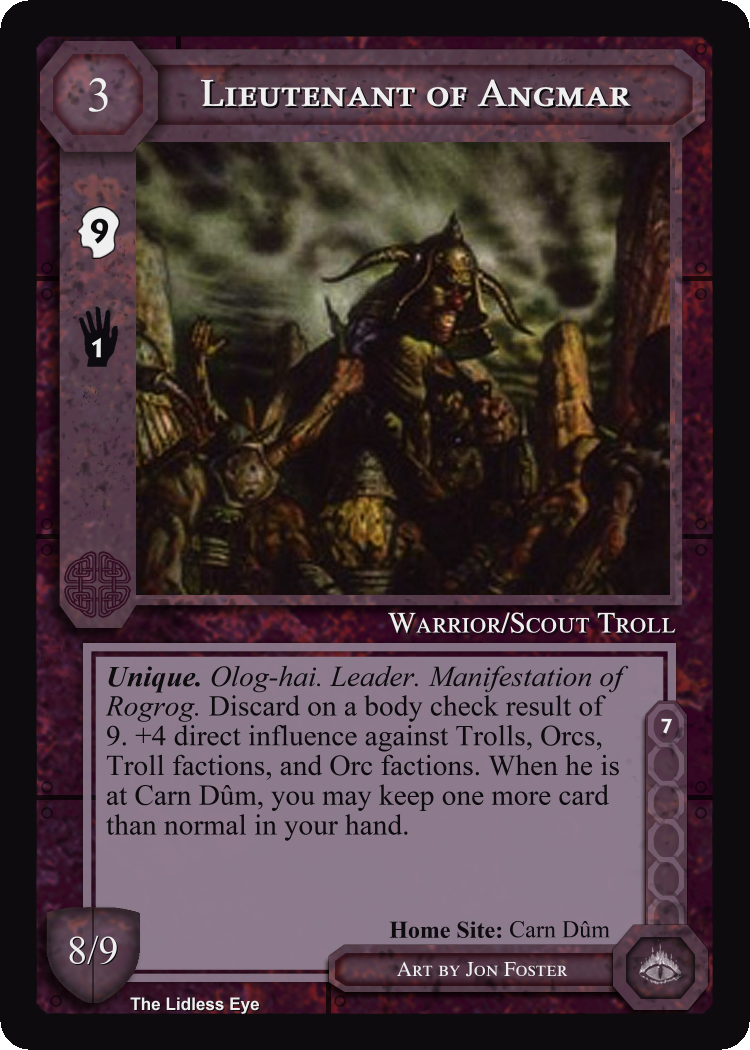 3
Lieutenant of Angmar
9
1
Warrior/Scout Troll
Unique. Olog-hai. Leader. Manifestation of
Rogrog. Discard on a body check result of
9. +4 direct influence against Trolls, Orcs,
Troll factions, and Orc factions. When he is
at Carn Dûm, you may keep one more card
than normal in your hand.
7
Home Site: Carn Dûm
8/9
Art by Jon Foster
The Lidless Eye